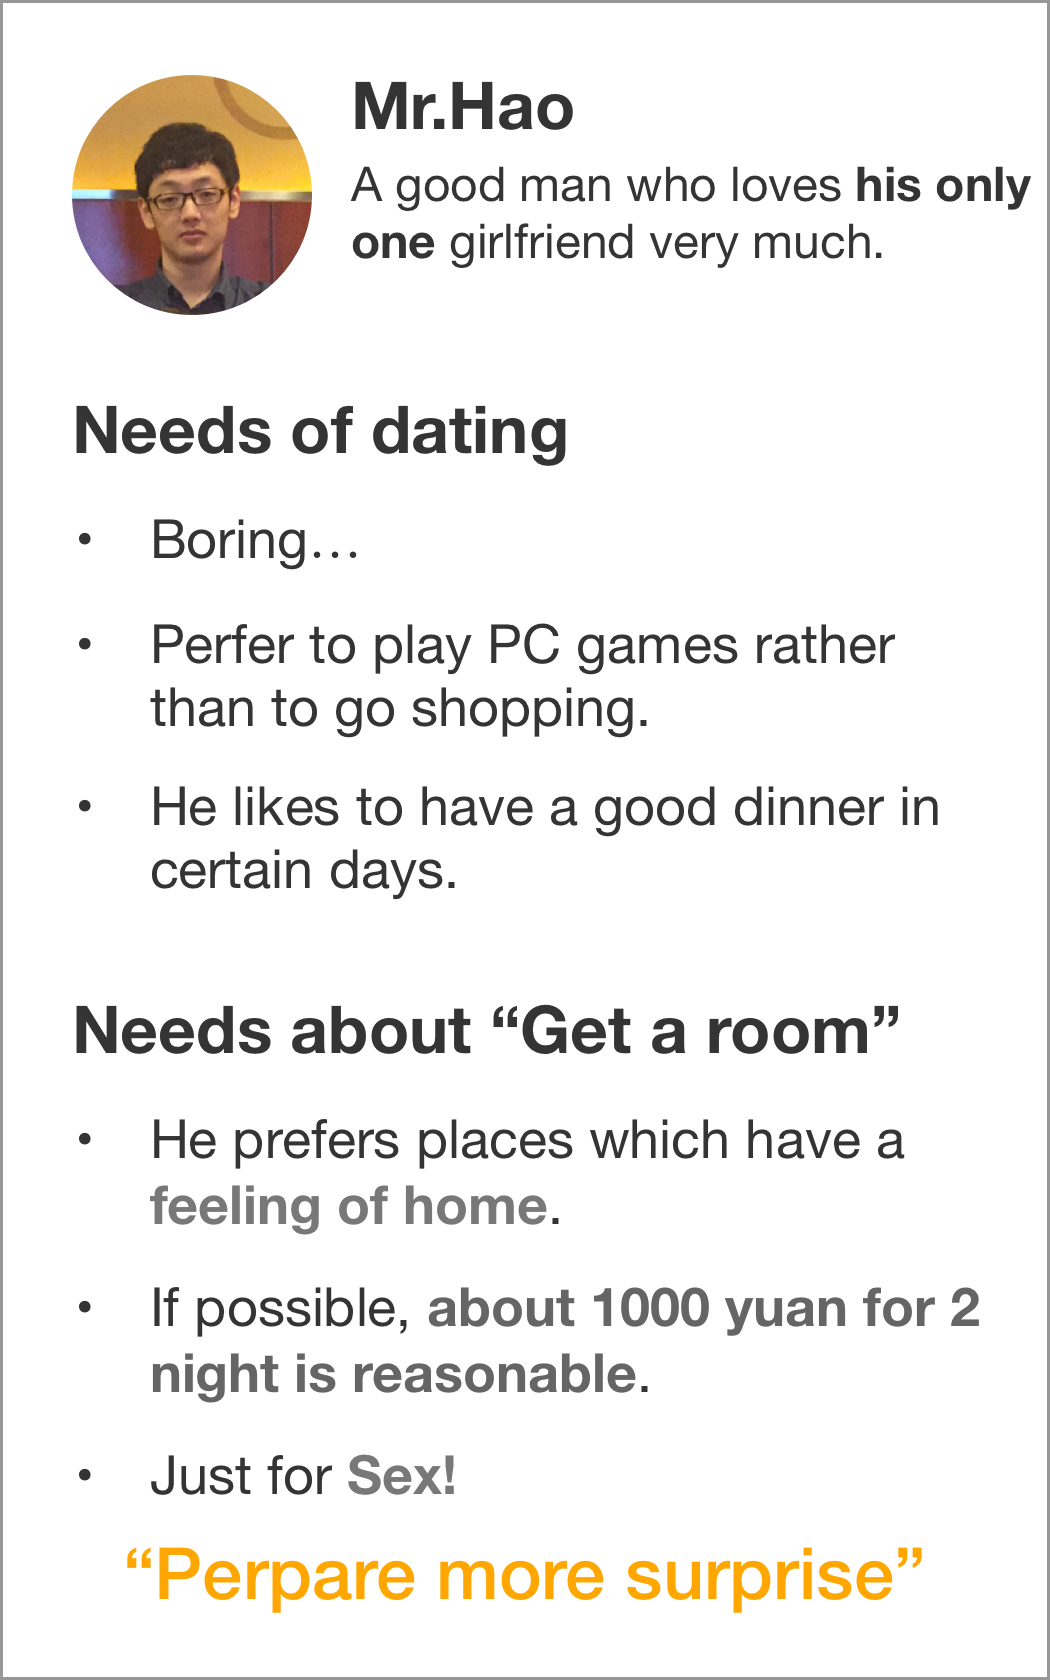 Mr.Hao
A good man who loves his only
one girlfriend very much.
Needs of dating
• Boring…
• Perfer to play PC games rather
than to go shopping.
• He likes to have a good dinner in
certain days.
Needs about “Get a room”
• He prefers places which have a
feeling of home.
• If possible, about 1000 yuan for 2
night is reasonable.
• Just for Sex!
“Perpare more surprise”